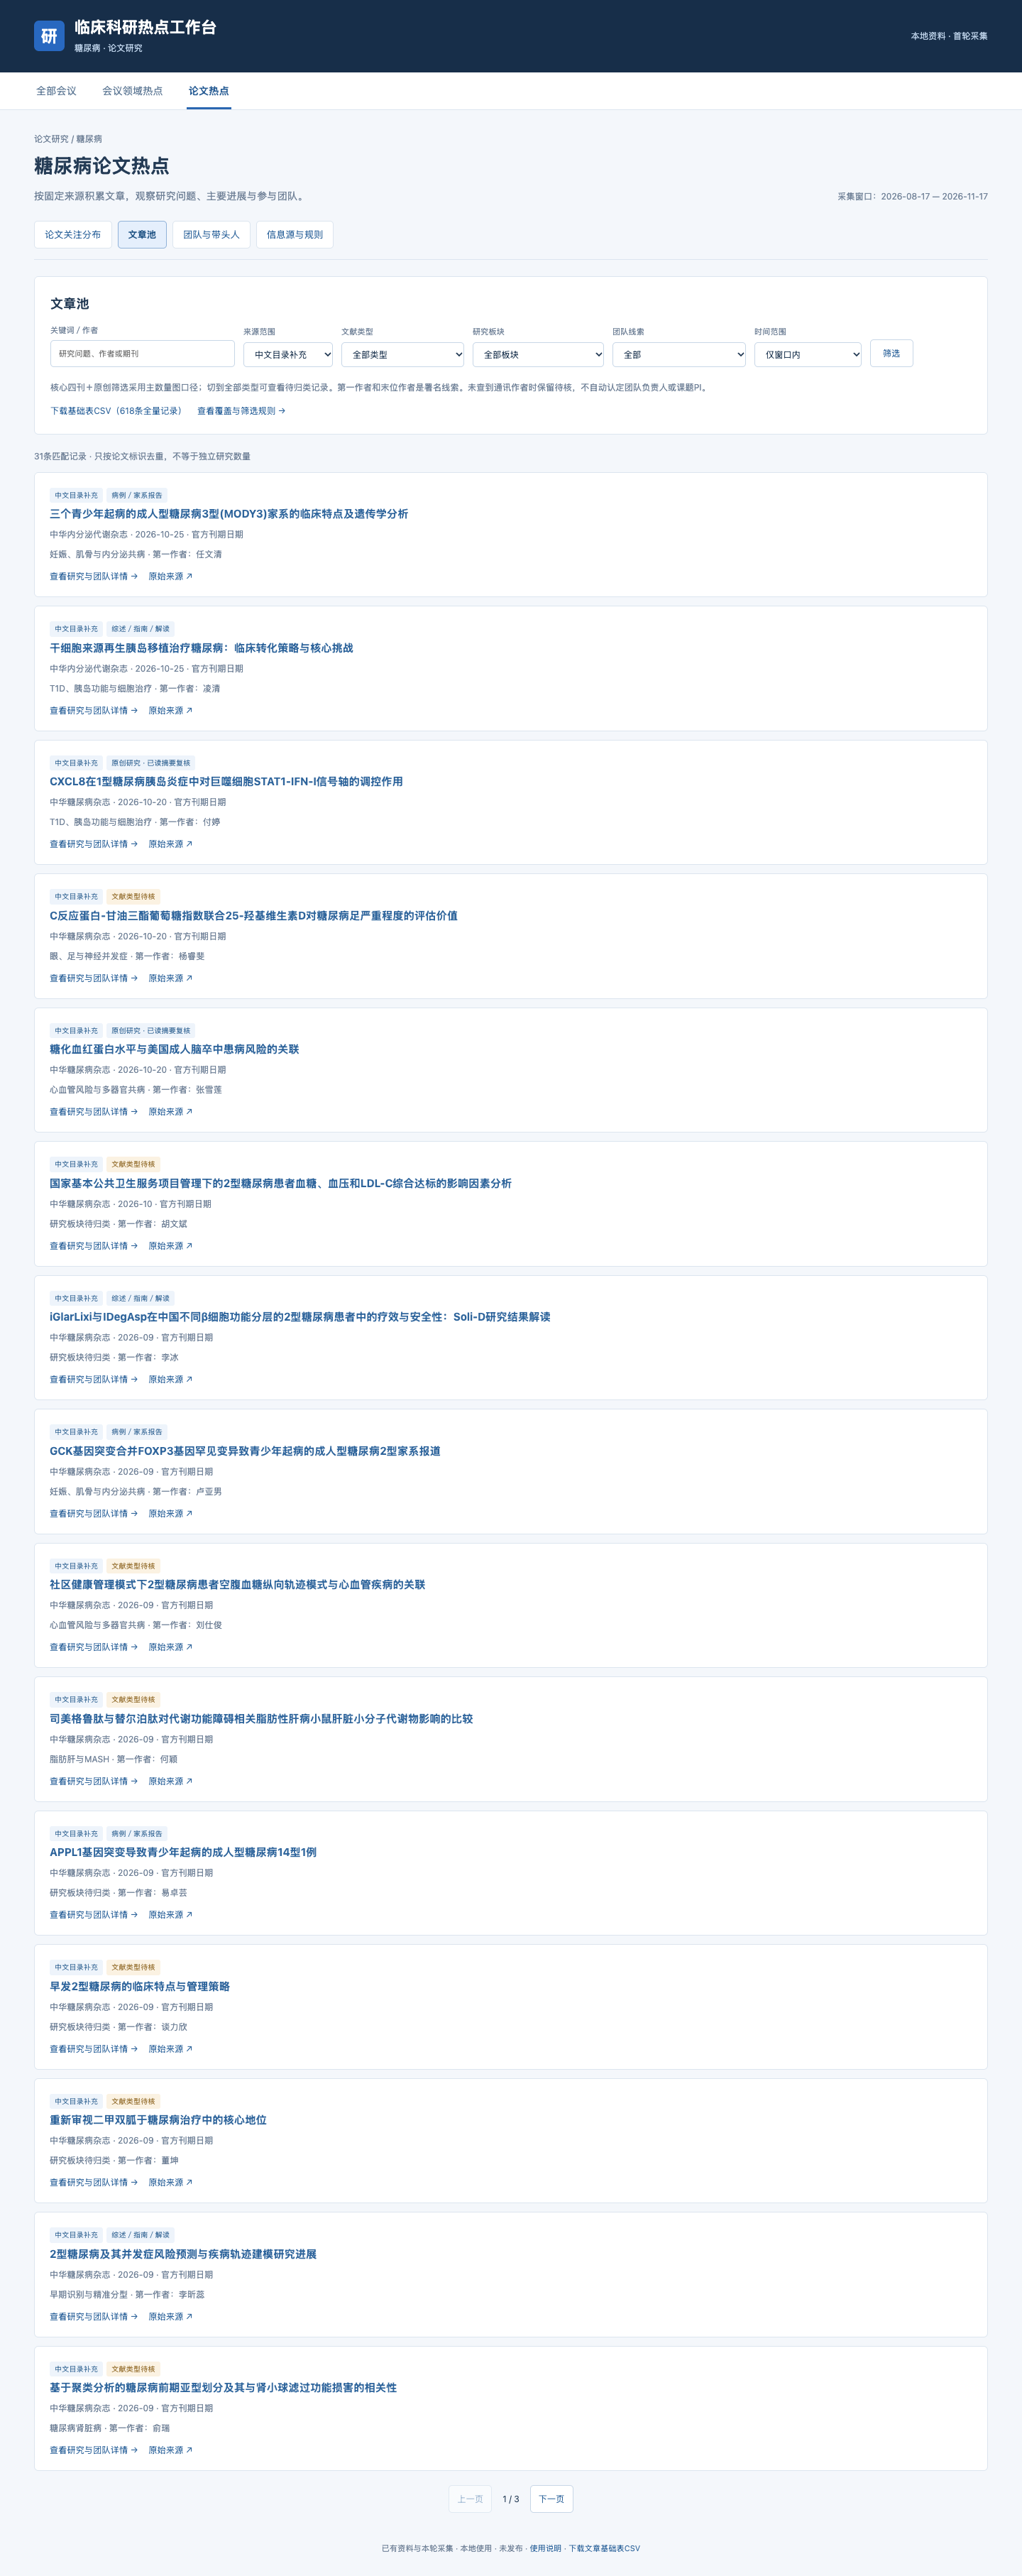 研
临床科研热点工作台
糖尿病 · 论文研究
本地资料 · 首轮采集
全部会议
会议领域热点
论文热点
论文研究 / 糖尿病
糖尿病论文热点
按固定来源积累文章，观察研究问题、主要进展与参与团队。
采集窗口：2026-08-17 — 2026-11-17
论文关注分布
文章池
团队与带头人
信息源与规则
文章池
关键词 / 作者
来源范围
文献类型
研究板块
团队线索
时间范围
研究问题、作者或期刊
中文目录补充
全部类型
全部板块
全部
仅窗口内
筛选
核心四刊＋原创筛选采用主数量图口径；切到全部类型可查看待归类记录。第一作者和末位作者是署名线索。未查到通讯作者时保留待核，不自动认定团队负责人或课题PI。
下载基础表CSV（618条全量记录）
查看覆盖与筛选规则 →
31条匹配记录 · 只按论文标识去重，不等于独立研究数量
中文目录补充 病例 / 家系报告
三个青少年起病的成人型糖尿病3型(MODY3)家系的临床特点及遗传学分析
中华内分泌代谢杂志 · 2026-10-25 · 官方刊期日期
妊娠、肌骨与内分泌共病 · 第一作者：任文清
查看研究与团队详情 → 原始来源 ↗
中文目录补充 综述 / 指南 / 解读
干细胞来源再生胰岛移植治疗糖尿病：临床转化策略与核心挑战
中华内分泌代谢杂志 · 2026-10-25 · 官方刊期日期
T1D、胰岛功能与细胞治疗 · 第一作者：凌清
查看研究与团队详情 → 原始来源 ↗
中文目录补充 原创研究 · 已读摘要复核
CXCL8在1型糖尿病胰岛炎症中对巨噬细胞STAT1-IFN-I信号轴的调控作用
中华糖尿病杂志 · 2026-10-20 · 官方刊期日期
T1D、胰岛功能与细胞治疗 · 第一作者：付婷
查看研究与团队详情 → 原始来源 ↗
中文目录补充 文献类型待核
C反应蛋白-甘油三酯葡萄糖指数联合25-羟基维生素D对糖尿病足严重程度的评估价值
中华糖尿病杂志 · 2026-10-20 · 官方刊期日期
眼、足与神经并发症 · 第一作者：杨睿斐
查看研究与团队详情 → 原始来源 ↗
中文目录补充 原创研究 · 已读摘要复核
糖化血红蛋白水平与美国成人脑卒中患病风险的关联
中华糖尿病杂志 · 2026-10-20 · 官方刊期日期
心血管风险与多器官共病 · 第一作者：张雪莲
查看研究与团队详情 → 原始来源 ↗
中文目录补充 文献类型待核
国家基本公共卫生服务项目管理下的2型糖尿病患者血糖、血压和LDL-C综合达标的影响因素分析
中华糖尿病杂志 · 2026-10 · 官方刊期日期
研究板块待归类 · 第一作者：胡文斌
查看研究与团队详情 → 原始来源 ↗
中文目录补充 综述 / 指南 / 解读
iGlarLixi与IDegAsp在中国不同β细胞功能分层的2型糖尿病患者中的疗效与安全性：Soli-D研究结果解读
中华糖尿病杂志 · 2026-09 · 官方刊期日期
研究板块待归类 · 第一作者：李冰
查看研究与团队详情 → 原始来源 ↗
中文目录补充 病例 / 家系报告
GCK基因突变合并FOXP3基因罕见变异致青少年起病的成人型糖尿病2型家系报道
中华糖尿病杂志 · 2026-09 · 官方刊期日期
妊娠、肌骨与内分泌共病 · 第一作者：卢亚男
查看研究与团队详情 → 原始来源 ↗
中文目录补充 文献类型待核
社区健康管理模式下2型糖尿病患者空腹血糖纵向轨迹模式与心血管疾病的关联
中华糖尿病杂志 · 2026-09 · 官方刊期日期
心血管风险与多器官共病 · 第一作者：刘仕俊
查看研究与团队详情 → 原始来源 ↗
中文目录补充 文献类型待核
司美格鲁肽与替尔泊肽对代谢功能障碍相关脂肪性肝病小鼠肝脏小分子代谢物影响的比较
中华糖尿病杂志 · 2026-09 · 官方刊期日期
脂肪肝与MASH · 第一作者：何颖
查看研究与团队详情 → 原始来源 ↗
中文目录补充 病例 / 家系报告
APPL1基因突变导致青少年起病的成人型糖尿病14型1例
中华糖尿病杂志 · 2026-09 · 官方刊期日期
研究板块待归类 · 第一作者：易卓芸
查看研究与团队详情 → 原始来源 ↗
中文目录补充 文献类型待核
早发2型糖尿病的临床特点与管理策略
中华糖尿病杂志 · 2026-09 · 官方刊期日期
研究板块待归类 · 第一作者：谈力欣
查看研究与团队详情 → 原始来源 ↗
中文目录补充 文献类型待核
重新审视二甲双胍于糖尿病治疗中的核心地位
中华糖尿病杂志 · 2026-09 · 官方刊期日期
研究板块待归类 · 第一作者：董坤
查看研究与团队详情 → 原始来源 ↗
中文目录补充 综述 / 指南 / 解读
2型糖尿病及其并发症风险预测与疾病轨迹建模研究进展
中华糖尿病杂志 · 2026-09 · 官方刊期日期
早期识别与精准分型 · 第一作者：李昕蕊
查看研究与团队详情 → 原始来源 ↗
中文目录补充 文献类型待核
基于聚类分析的糖尿病前期亚型划分及其与肾小球滤过功能损害的相关性
中华糖尿病杂志 · 2026-09 · 官方刊期日期
糖尿病肾脏病 · 第一作者：俞瑞
查看研究与团队详情 → 原始来源 ↗
上一页
1 / 3
下一页
已有资料与本轮采集 · 本地使用 · 未发布 · 使用说明 · 下载文章基础表CSV